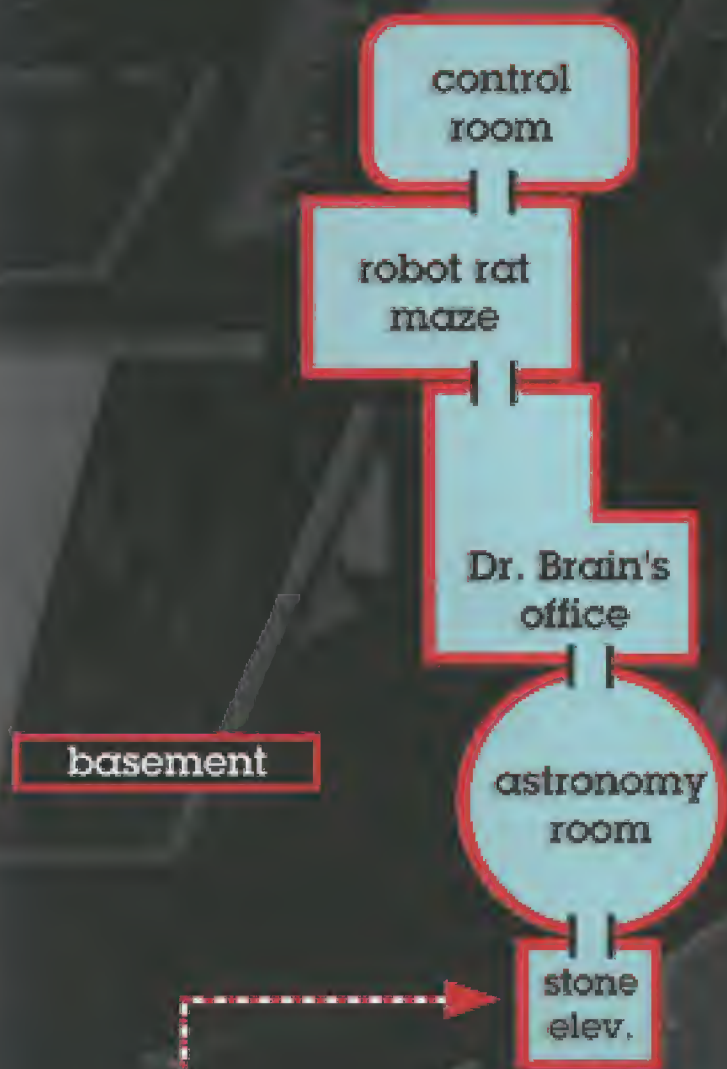 control
room
robot rat
maze
Dr. Brain's
office
basement
astronomy
room
stone
elev.